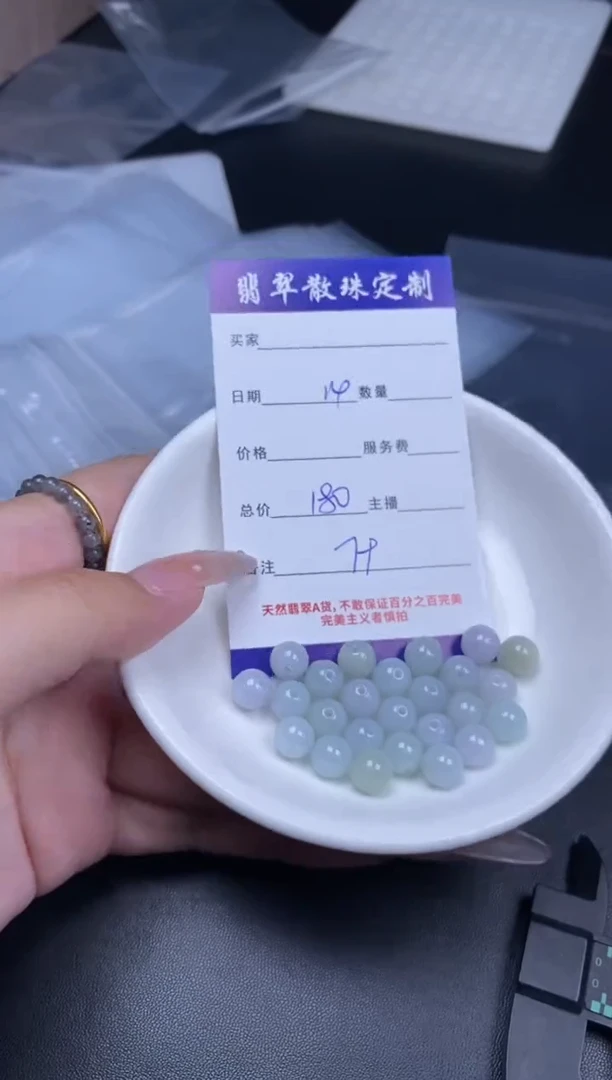 翡翠散珠定制
买家
日期 14 数量
价格 服务费
总价 180 主播
注
天然翡翠A货,不敢保证百分之百完美
完美主义者慎拍